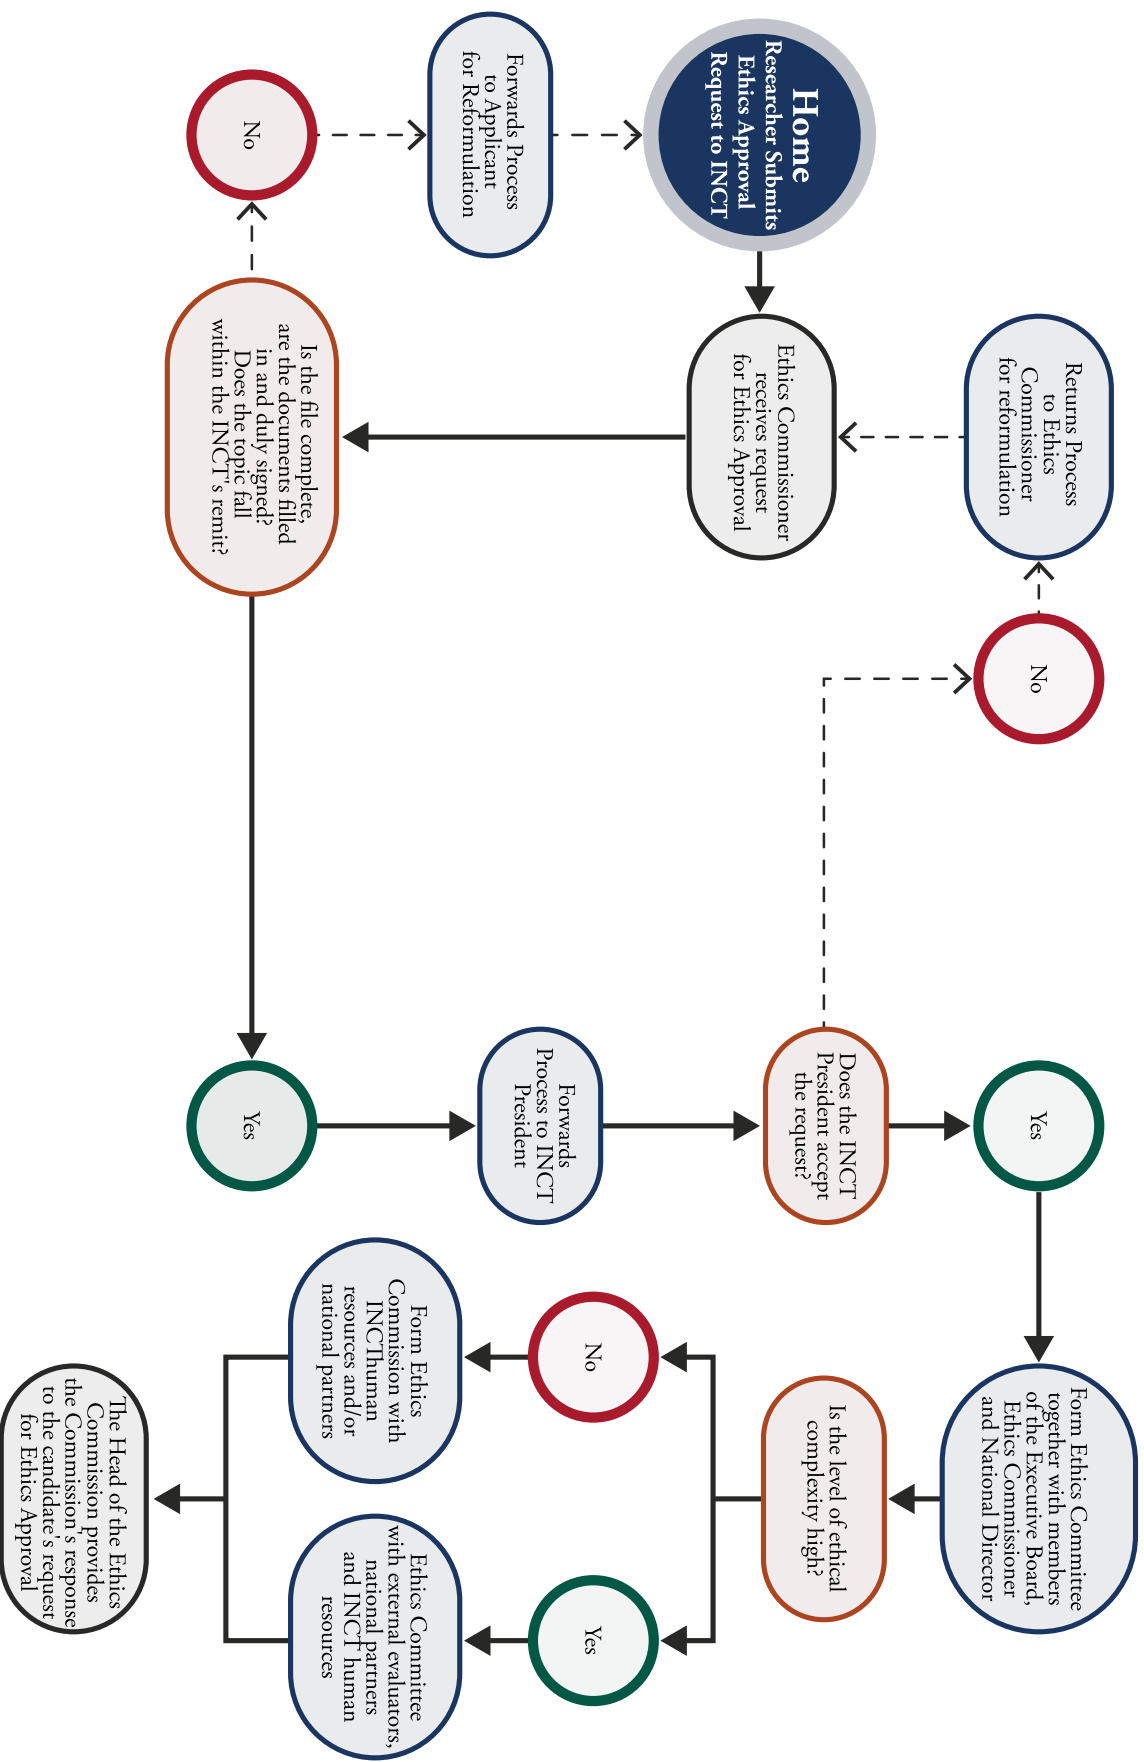 Home
Researcher Submits
Ethics Approval
Request to INCT
Forwards Process
to Applicant
for Reformulation
No
Returns Process
to Ethics
Commissioner
for reformulation
Ethics Commissioner
receives request
for Ethics Approval
Is the file complete,
are the documents filled
in and duly signed?
Does the topic fall
within the INCT's remit?
No
Yes
Does the INCT
President accept
the request?
Forwards
Process to INCT
President
Yes
Form Ethics Committee
together with members
of the Executive Board,
Ethics Commissioner
and National Director
Is the level of ethical
complexity high?
No
Yes
Form Ethics
Commission with
INCThuman
resources and/or
national partners
Ethics Committee
with external evaluators,
national partners
and INCT human
resources
The Head of the Ethics
Commission provides
the Commission's response
to the candidate's request
for Ethics Approval